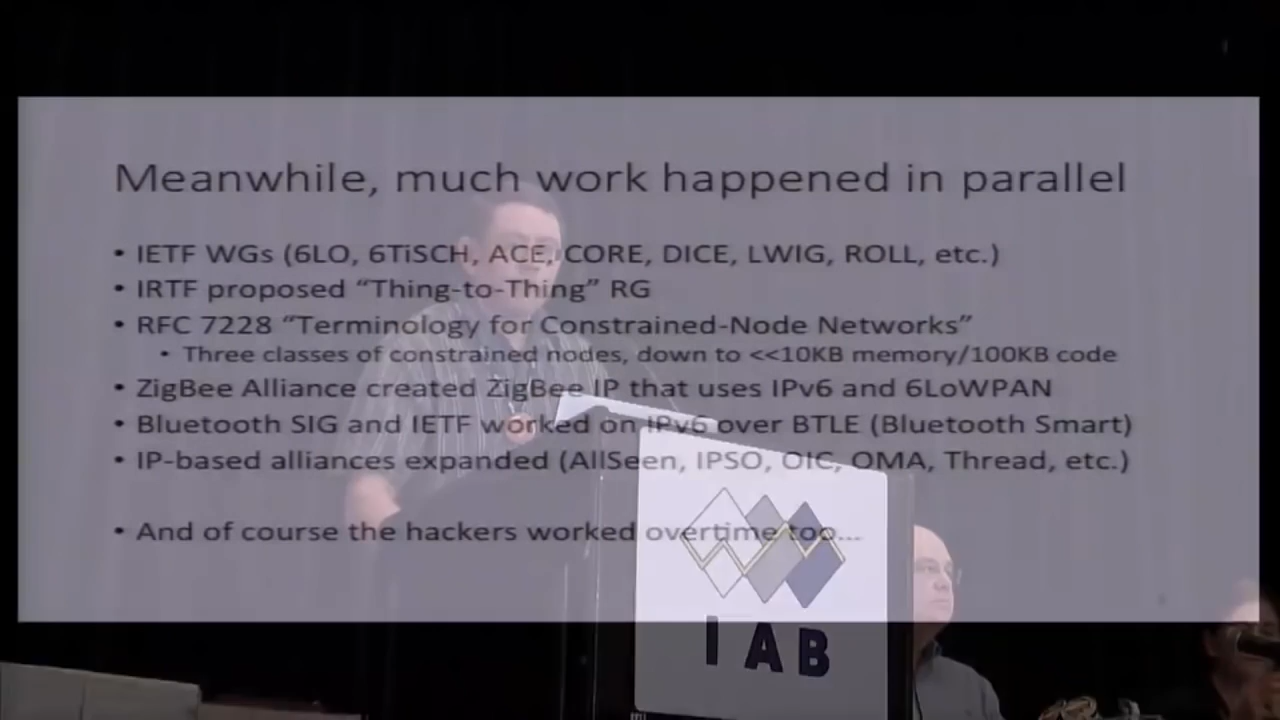 Meanwhile, much work happened in parallel
• IETF WGs (6LO, 6TiSCH, ACE, CORE, DICE, LWIG, ROLL, etc.)
• IRTF proposed “Thing-to-Thing” RG
• RFC 7228 “Terminology for Constrained-Node Networks”
• Three classes of constrained nodes, down to <<10KB memory/100KB code
• ZigBee Alliance created ZigBee IP that uses IPv6 and 6LoWPAN
• Bluetooth SIG and IETF worked on IPv6 over BTLE (Bluetooth Smart)
• IP-based alliances expanded (AllSeen, IPSO, OIC, OMA, Thread, etc.)
• And of course the hackers worked overtime too...
IAB